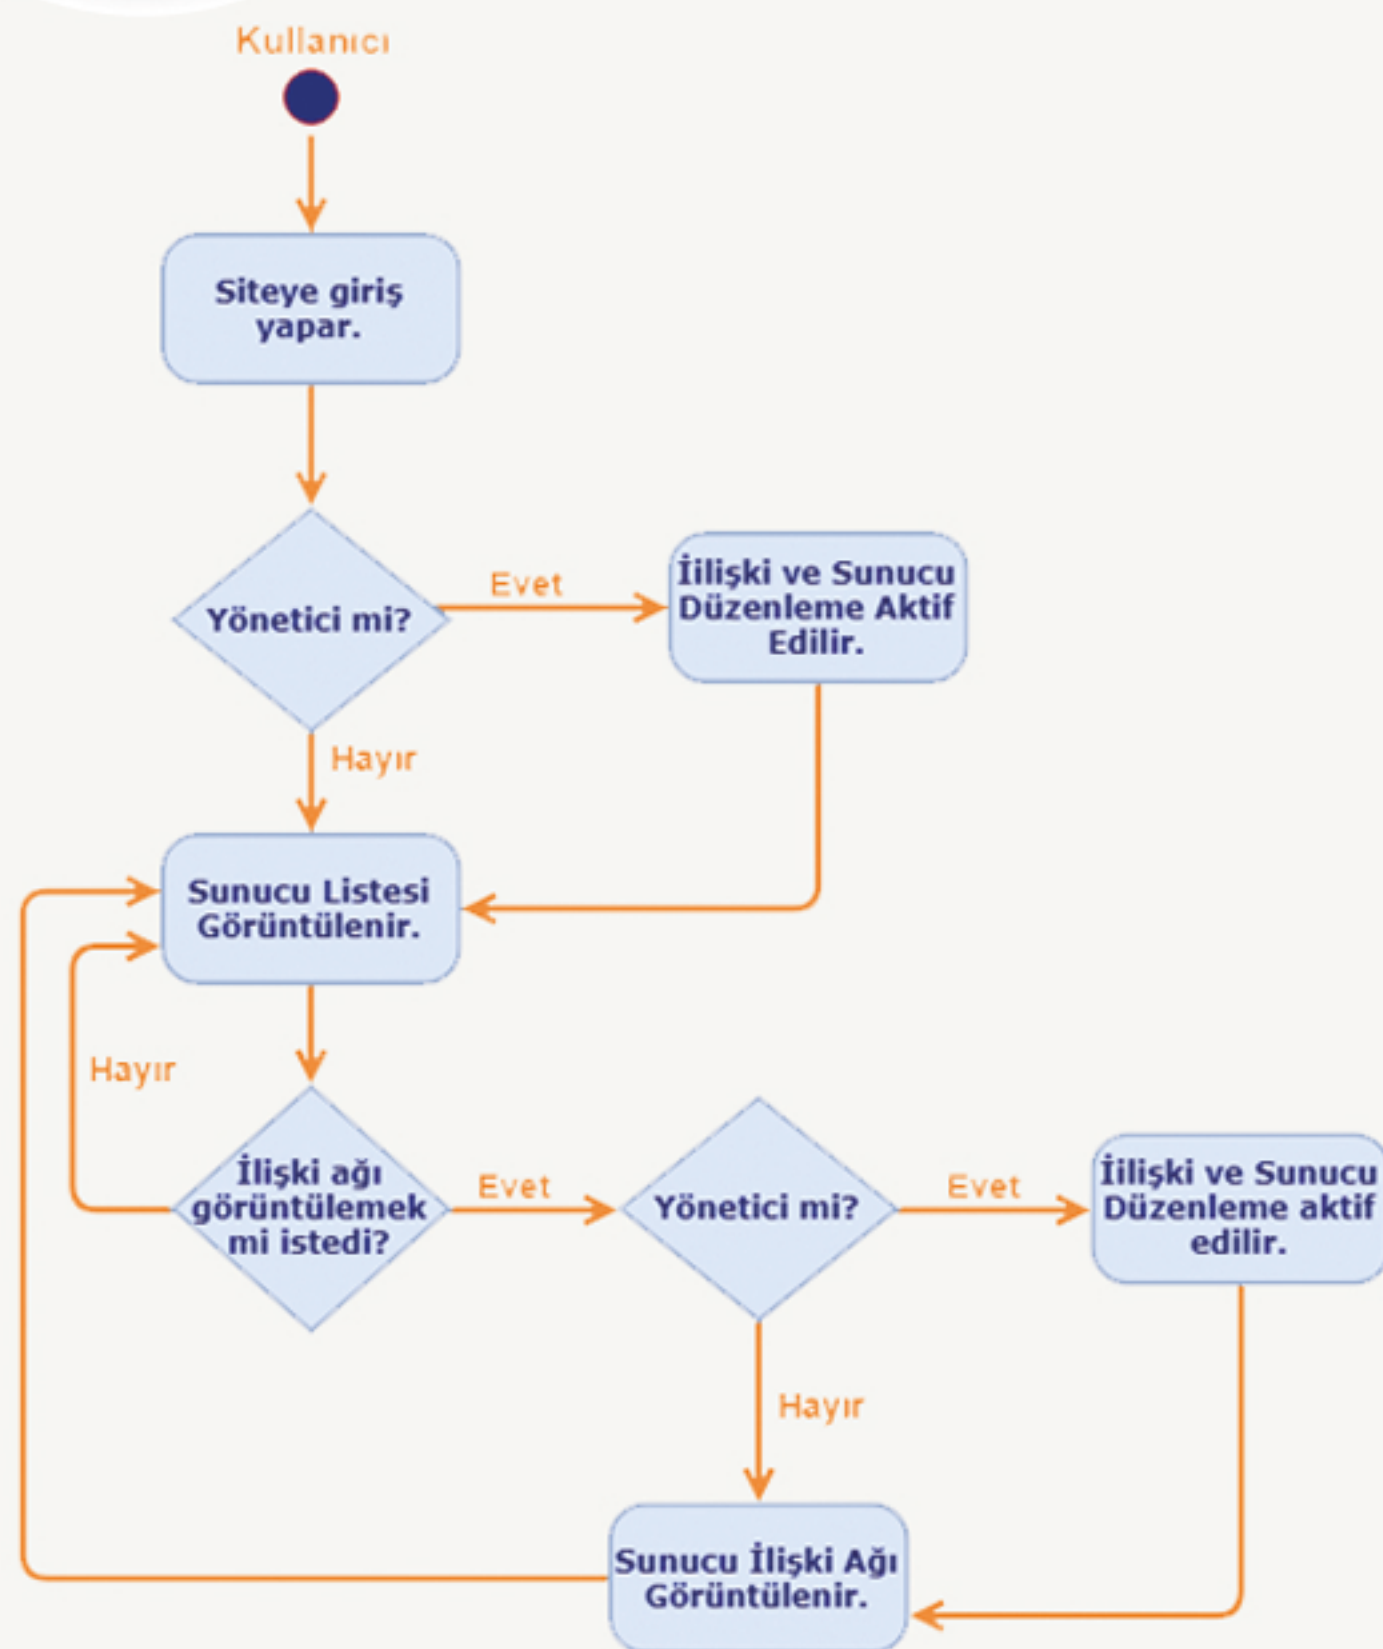 Kullanıcı
Siteye giriş
yapar.
Yönetici mi?
Evet
İilişki ve Sunucu
Düzenleme Aktif
Edilir.
Hayır
Sunucu Listesi
Görüntülenir.
Hayır
İlişki ağı
görüntülemek
mi istedi?
Evet
Yönetici mi?
Evet
İilişki ve Sunucu
Düzenleme aktif
edilir.
Hayır
Sunucu İlişki Ağı
Görüntülenir.